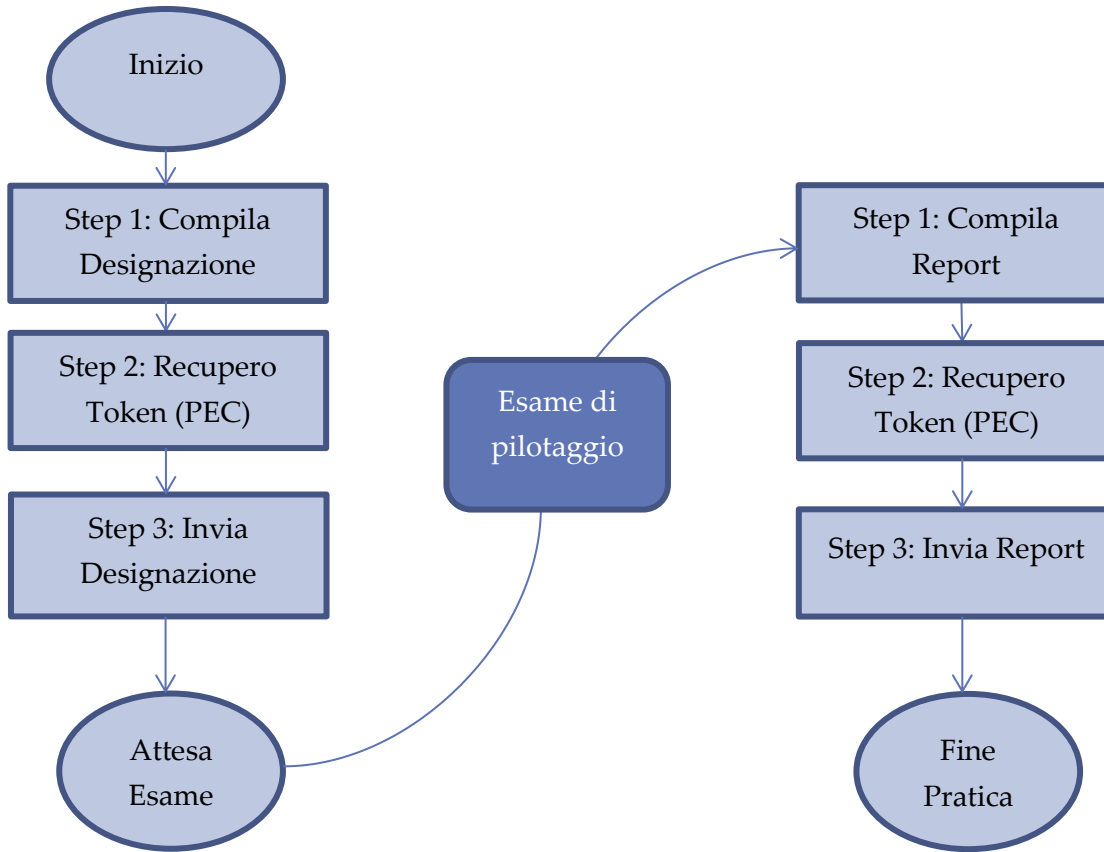 Inizio
Step 1: Compila
Designazione
Step 2: Recupero
Token (PEC)
Step 3: Invia
Designazione
Attesa
Esame
Esame di
pilotaggio
Step 1: Compila
Report
Step 2: Recupero
Token (PEC)
Step 3: Invia Report
Fine
Pratica